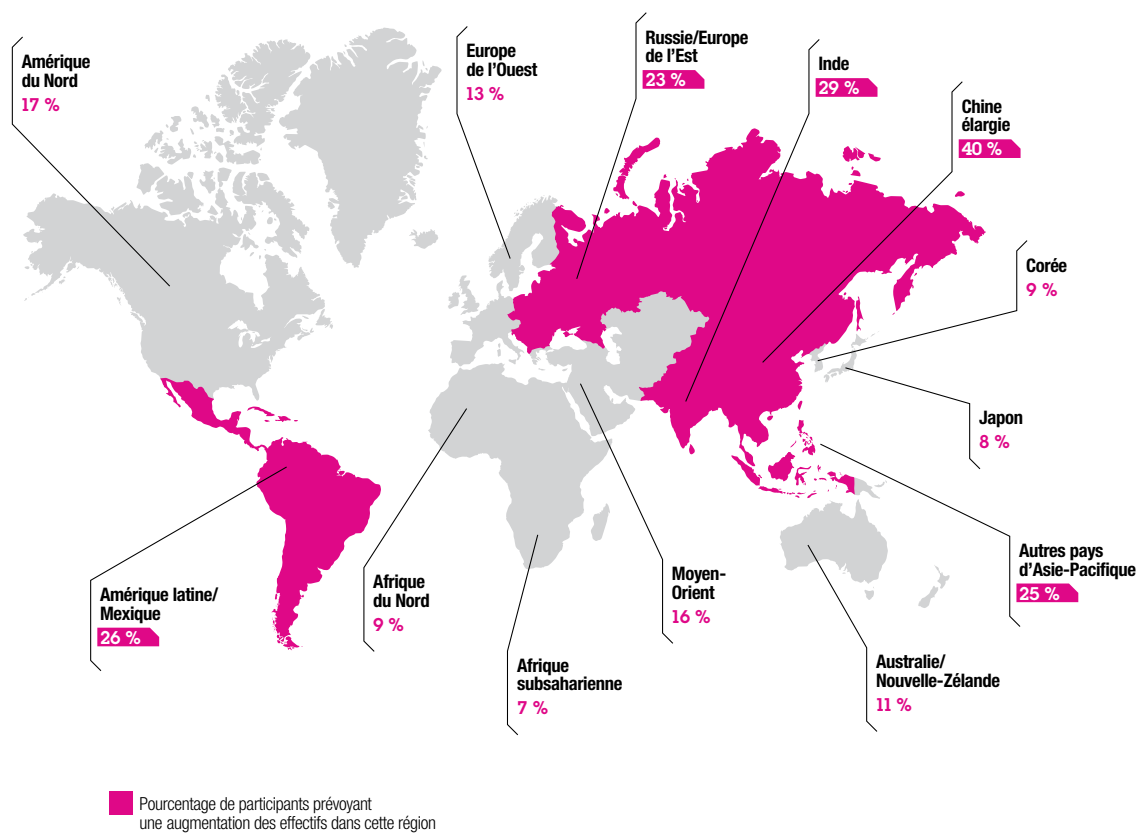 Amérique
du Nord
17 %
Europe
de l'Ouest
13 %
Russie/Europe
de l'Est
23 %
Inde
29 %
Chine
élargie
40 %
Corée
9 %
Japon
8 %
Autres pays
d'Asie-Pacifique
25 %
Amérique latine/
Mexique
26 %
Afrique
du Nord
9 %
Afrique
subsaharienne
7 %
Moyen-
Orient
16 %
Australie/
Nouvelle-Zélande
11 %
Pourcentage de participants prévoyant
une augmentation des effectifs dans cette région